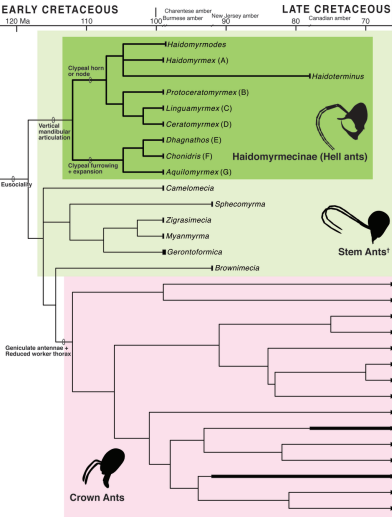 EARLY CRETACEOUS LATE CRETACEOUS
120 Ma 110 100 90 80 70
Charentese amber
Burmese amber
New Jersey amber
Canadian amber
Haidomyrmodes
Clypeal horn
or node
Haidomyrmex (A)
Haidoterminus
Protoceratomyrmex (B)
Linguamyrmex (C)
Vertical
mandibular
articulation
Ceratomyrmex (D)
Dhagnathos (E)
Chonidris (F)
Haidomyrmecinae (Hell ants)
Clypeal furrowing
+ expansion
Aquilomyrmex (G)
Eusociality
Camelomecia
Sphecomyrma
Zigrasimecia
Myanmyrma
Gerontoformica
Stem Ants†
Brownimecia
Geniculate antennae +
Reduced worker thorax
Crown Ants